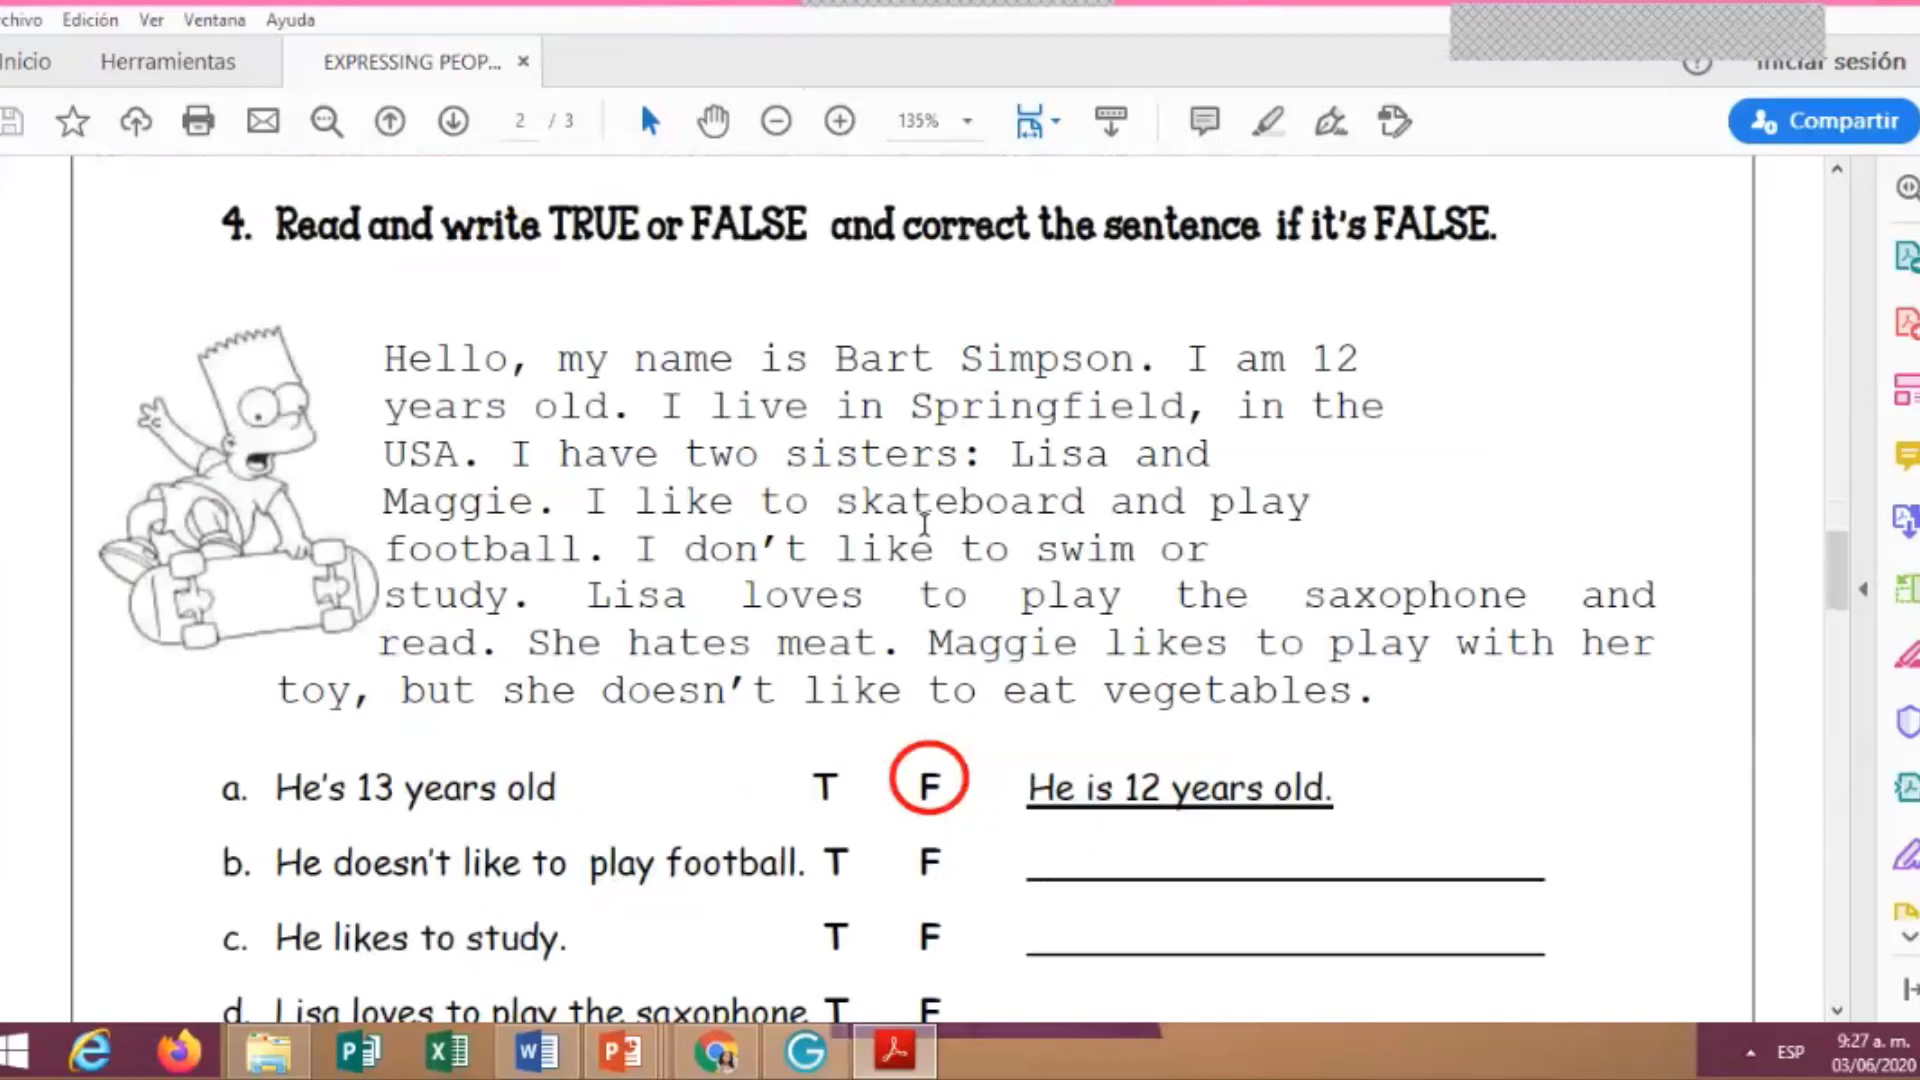 Edición Ver Ventana Ayuda
Inicio Herramientas EXPRESSING PEOP... × Iniciar sesión
2 / 3 135% Compartir
4. Read and write TRUE or FALSE and correct the sentence if it's FALSE.
Hello, my name is Bart Simpson. I am 12
years old. I live in Springfield, in the
USA. I have two sisters: Lisa and
Maggie. I like to skateboard and play
football. I don't like to swim or
study. Lisa loves to play the saxophone and
read. She hates meat. Maggie likes to play with her
toy, but she doesn't like to eat vegetables.
a. He's 13 years old T F He is 12 years old.
b. He doesn't like to play football. T F
c. He likes to study. T F
d. Lisa loves to play the saxophone T F
ESP 9:27 a. m.
03/06/2020